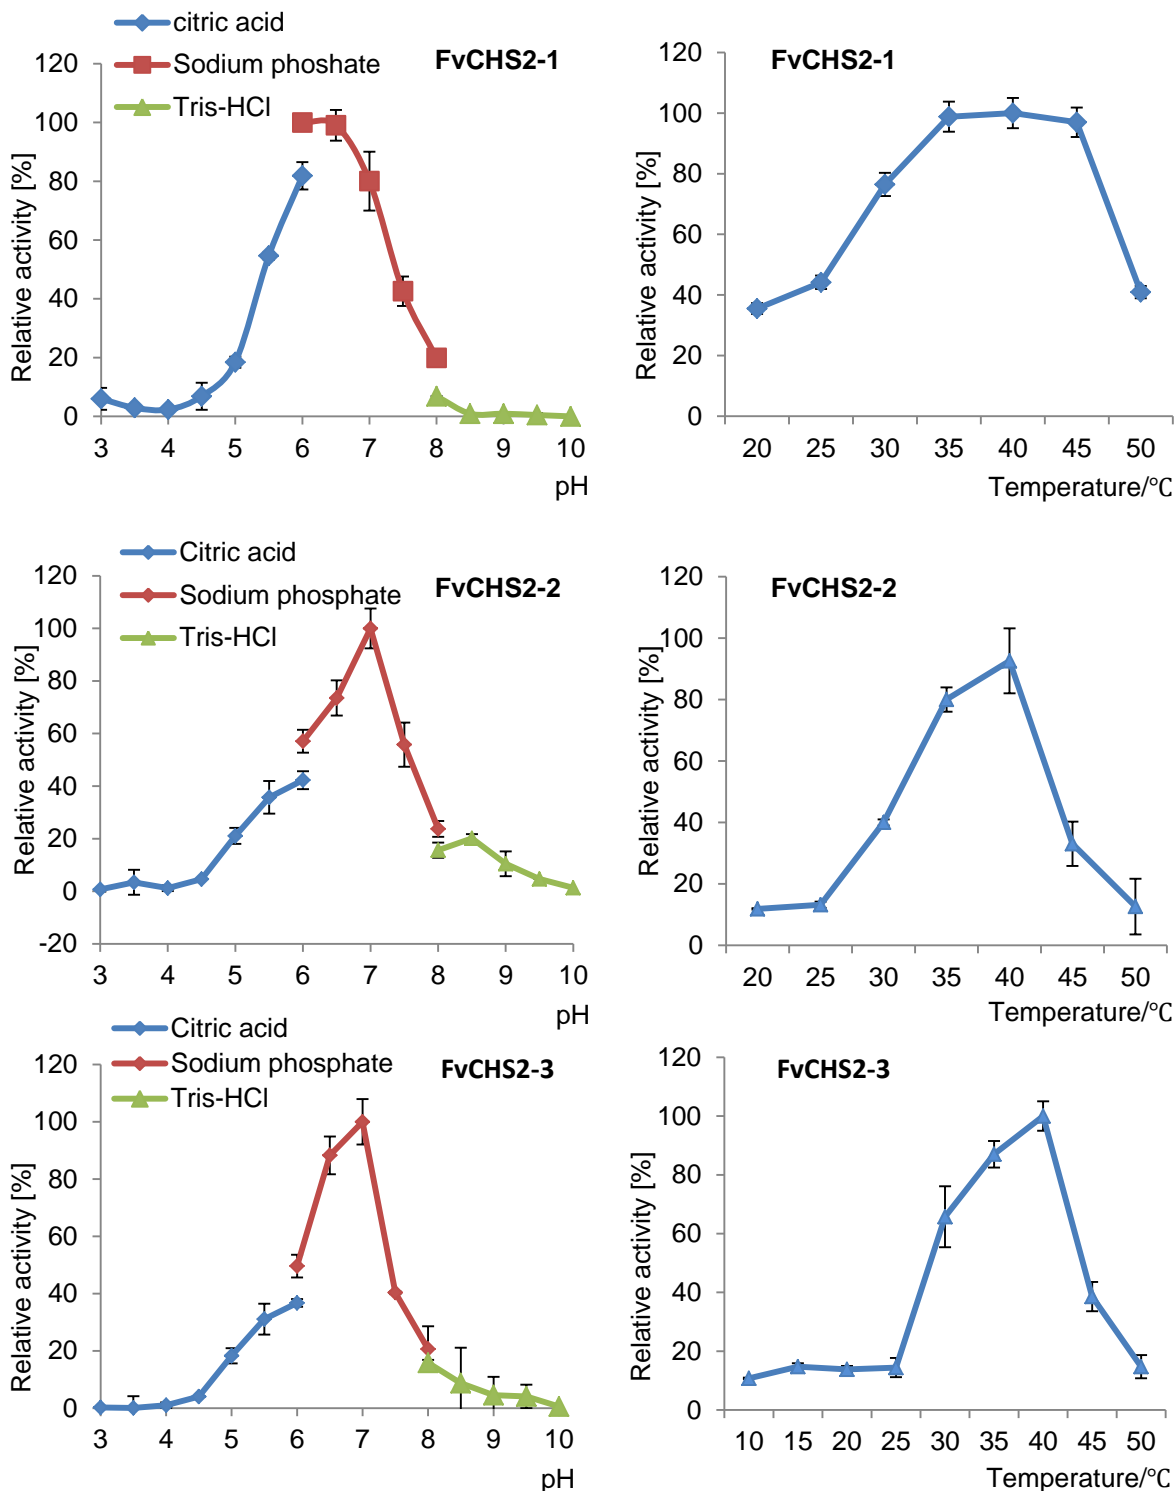 citric acid
Sodium phoshate
Tris-HCl
FvCHS2-1
Relative activity [%]
120
100
80
60
40
20
0
3 4 5 6 7 8 9 10
pH
FvCHS2-1
Relative activity [%]
120
100
80
60
40
20
0
20 25 30 35 40 45 50
Temperature/°C
Citric acid
Sodium phosphate
Tris-HCl
FvCHS2-2
Relative activity [%]
120
100
80
60
40
20
0
-20
3 4 5 6 7 8 9 10
pH
FvCHS2-2
Relative activity [%]
120
100
80
60
40
20
0
20 25 30 35 40 45 50
Temperature/°C
Citric acid
Sodium phosphate
Tris-HCl
FvCHS2-3
Relative activity [%]
120
100
80
60
40
20
0
3 4 5 6 7 8 9 10
pH
FvCHS2-3
Relative activity [%]
120
100
80
60
40
20
0
10 15 20 25 30 35 40 45 50
Temperature/°C